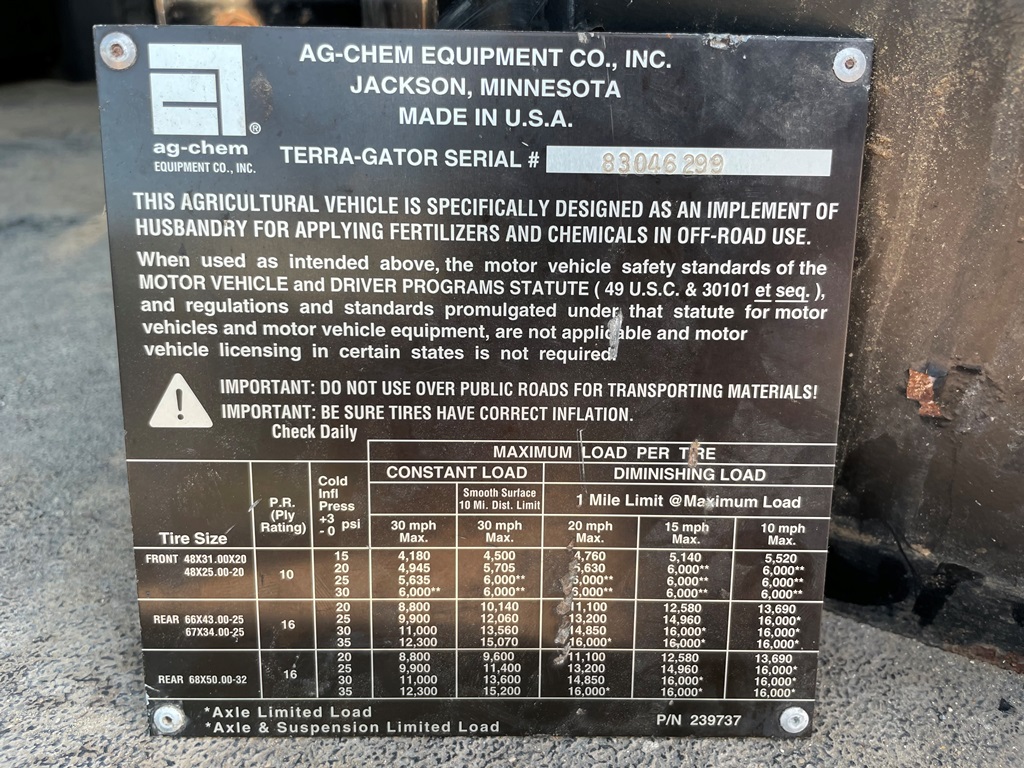 AG-CHEM EQUIPMENT CO., INC.
JACKSON, MINNESOTA
MADE IN U.S.A.
®
ag-chem
EQUIPMENT CO., INC.
TERRA-GATOR SERIAL # 83046299
THIS AGRICULTURAL VEHICLE IS SPECIFICALLY DESIGNED AS AN IMPLEMENT OF
HUSBANDRY FOR APPLYING FERTILIZERS AND CHEMICALS IN OFF-ROAD USE.
When used as intended above, the motor vehicle safety standards of the
MOTOR VEHICLE and DRIVER PROGRAMS STATUTE ( 49 U.S.C. & 30101 et seq. ),
and regulations and standards promulgated under that statute for motor
vehicles and motor vehicle equipment, are not applicable and motor
vehicle licensing in certain states is not required.
IMPORTANT: DO NOT USE OVER PUBLIC ROADS FOR TRANSPORTING MATERIALS!
IMPORTANT: BE SURE TIRES HAVE CORRECT INFLATION.
Check Daily
MAXIMUM LOAD PER TIRE
CONSTANT LOAD DIMINISHING LOAD
Smooth Surface
10 Mi. Dist. Limit
1 Mile Limit @Maximum Load
Tire Size
P.R.
(Ply
Rating)
Cold
Infl
Press
+3 psi
- 0
30 mph Max.
30 mph Max.
20 mph Max.
15 mph Max.
10 mph Max.
FRONT 48X31.00X20
48X25.00-20
10
15 4,180 4,500 4,760 5,140 5,520
20 4,945 5,705 5,630 6,000** 6,000**
25 5,635 6,000** 6,000** 6,000** 6,000**
30 6,000** 6,000** 6,000** 6,000** 6,000**
REAR 66X43.00-25
67X34.00-25
16
20 8,800 10,140 11,100 12,580 13,690
25 9,900 12,060 13,200 14,960 16,000*
30 11,000 13,560 14,850 16,000* 16,000*
35 12,300 15,070 16,000* 16,000* 16,000*
REAR 68X50.00-32
16
20 8,800 9,600 11,100 12,580 13,690
25 9,900 11,400 13,200 14,960 16,000*
30 11,000 13,600 14,850 16,000* 16,000*
35 12,300 15,200 16,000* 16,000* 16,000*
*Axle Limited Load
*Axle & Suspension Limited Load
P/N 239737